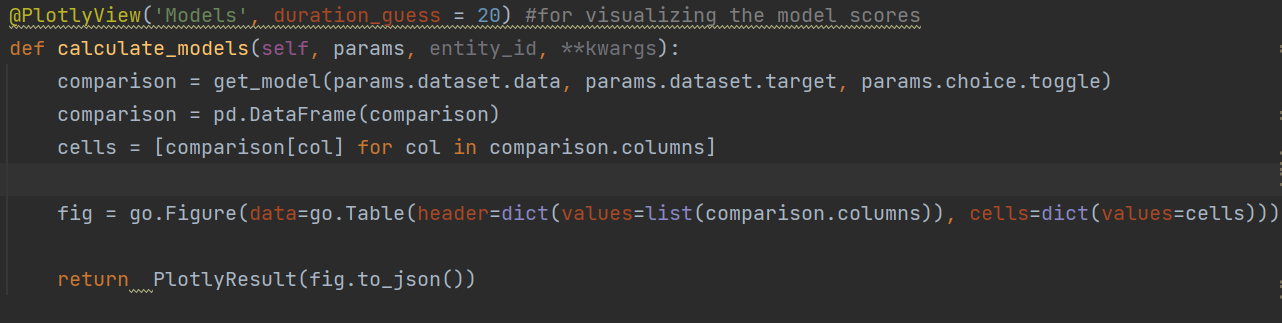 @PlotlyView('Models', duration_guess = 20) #for visualizing the model scores
def calculate_models(self, params, entity_id, **kwargs):
    comparison = get_model(params.dataset.data, params.dataset.target, params.choice.toggle)
    comparison = pd.DataFrame(comparison)
    cells = [comparison[col] for col in comparison.columns]
    fig = go.Figure(data=go.Table(header=dict(values=list(comparison.columns)), cells=dict(values=cells)))
    return  PlotlyResult(fig.to_json())